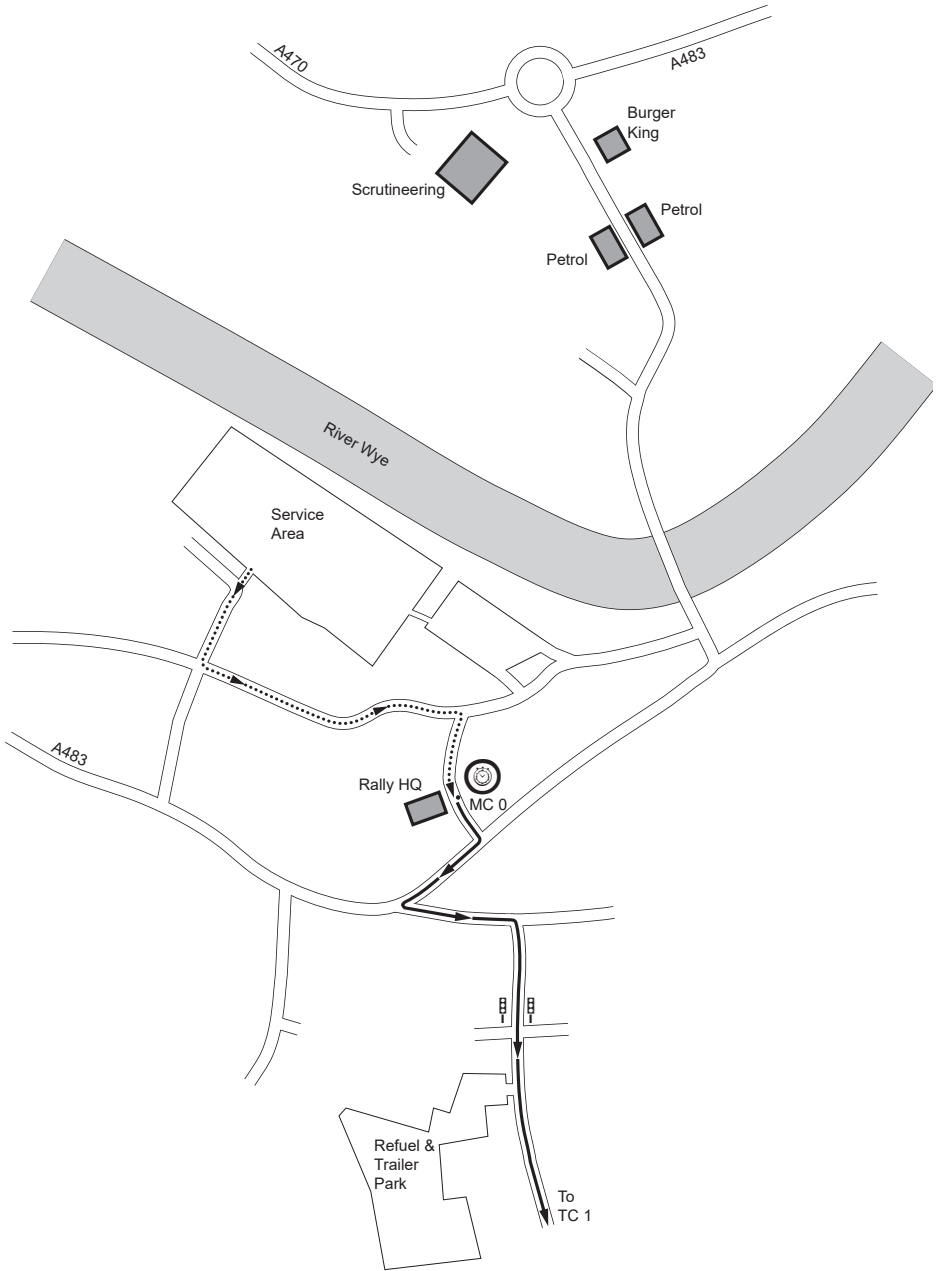 A470
A483
Burger
King
Scrutineering
Petrol
Petrol
River Wye
Service
Area
A483
Rally HQ
MC 0
Refuel &
Trailer
Park
To
TC 1